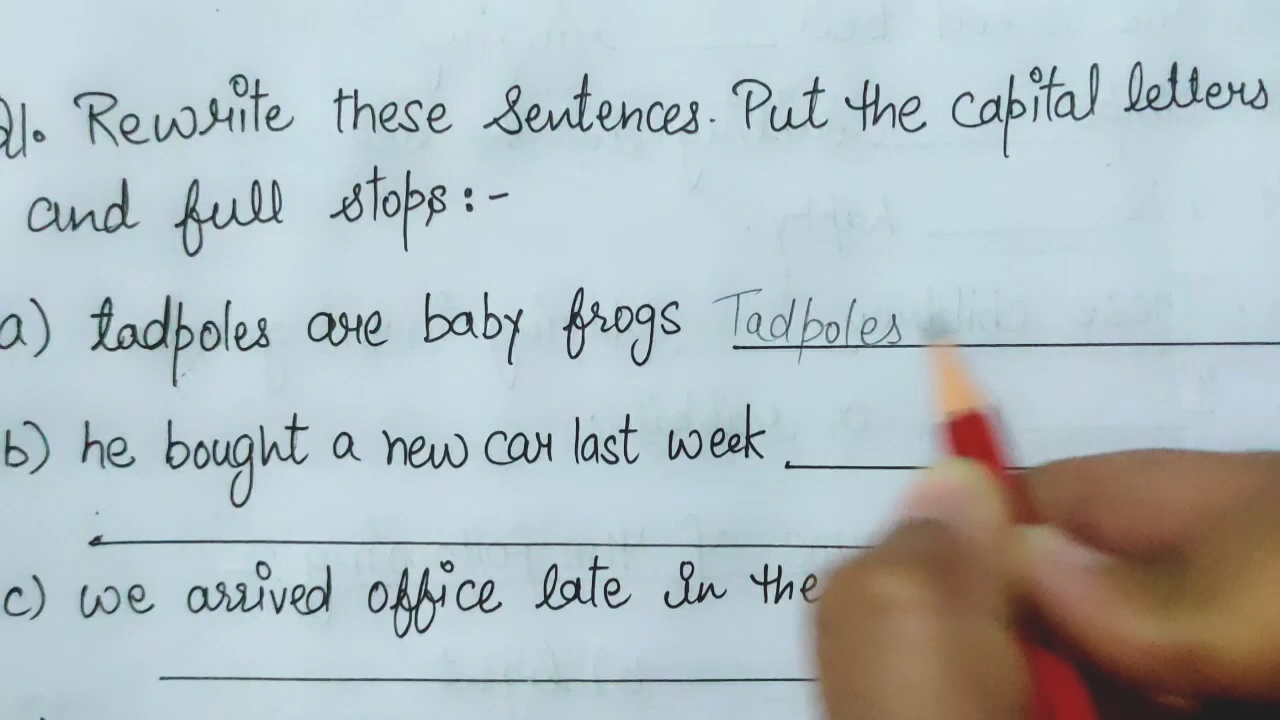 Q1. Rewrite these sentences. Put the capital letters
and full stops:-
a) tadpoles are baby frogs Tadpoles
b) he bought a new car last week
c) we arrived office late in the